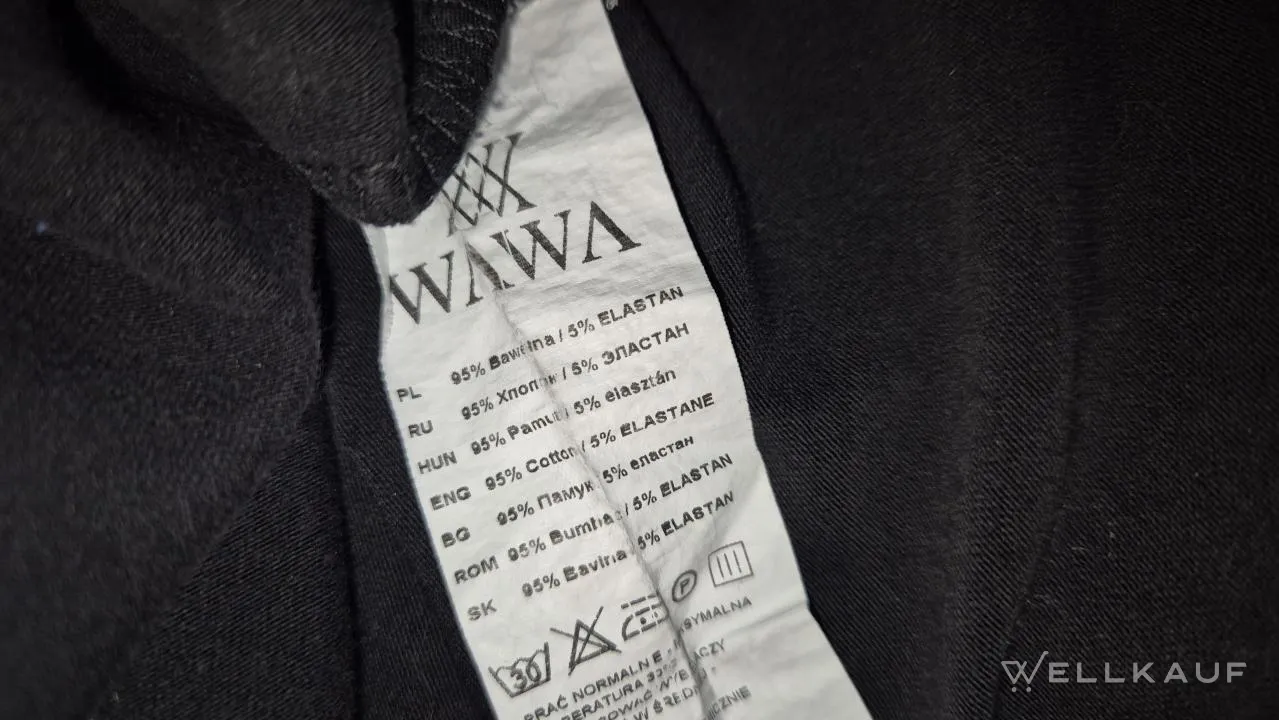 WAWA
PL 95% Bawełna / 5% ELASTAN
RU 95% Хлопок / 5% ЭЛАСТАН
HUN 95% Pamut / 5% elasztán
ENG 95% Cotton / 5% ELASTANE
BG 95% Памук / 5% еластан
ROM 95% Bumbac / 5% ELASTAN
SK 95% Bavlna / 5% ELASTAN
30 P
PRAĆ NORMALNIE
WELLKAUF